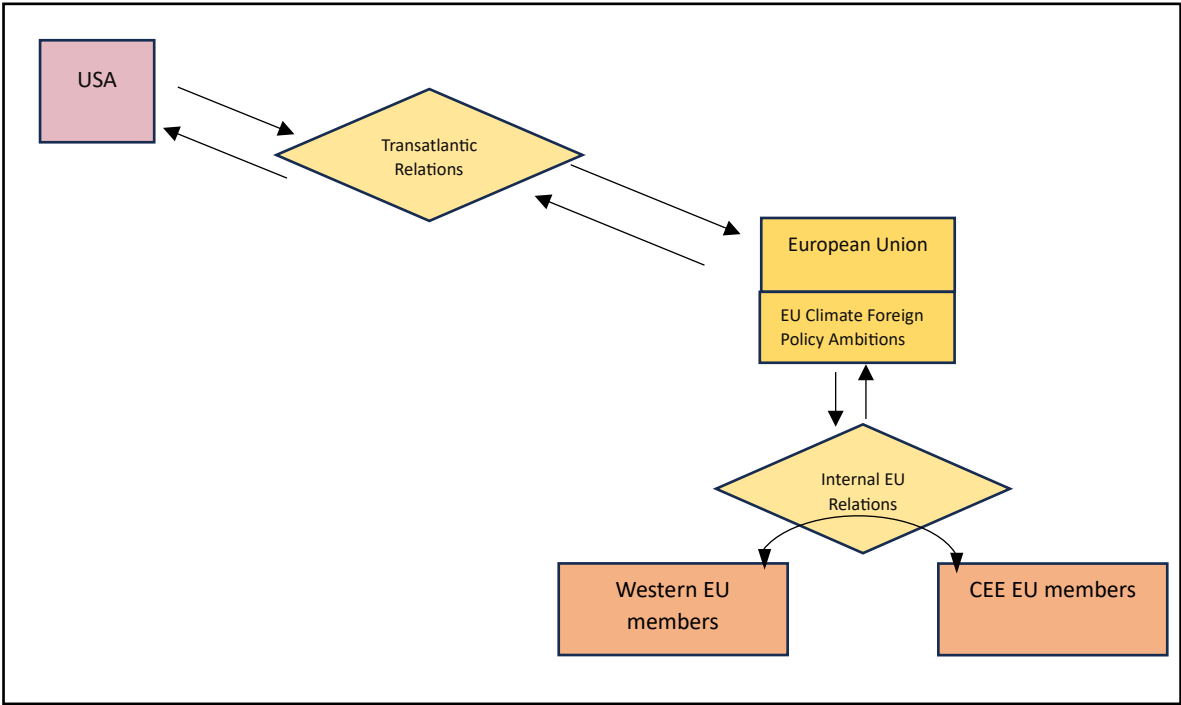 USA
Transatlantic
Relations
European Union
EU Climate Foreign
Policy Ambitions
Internal EU
Relations
Western EU
members
CEE EU members